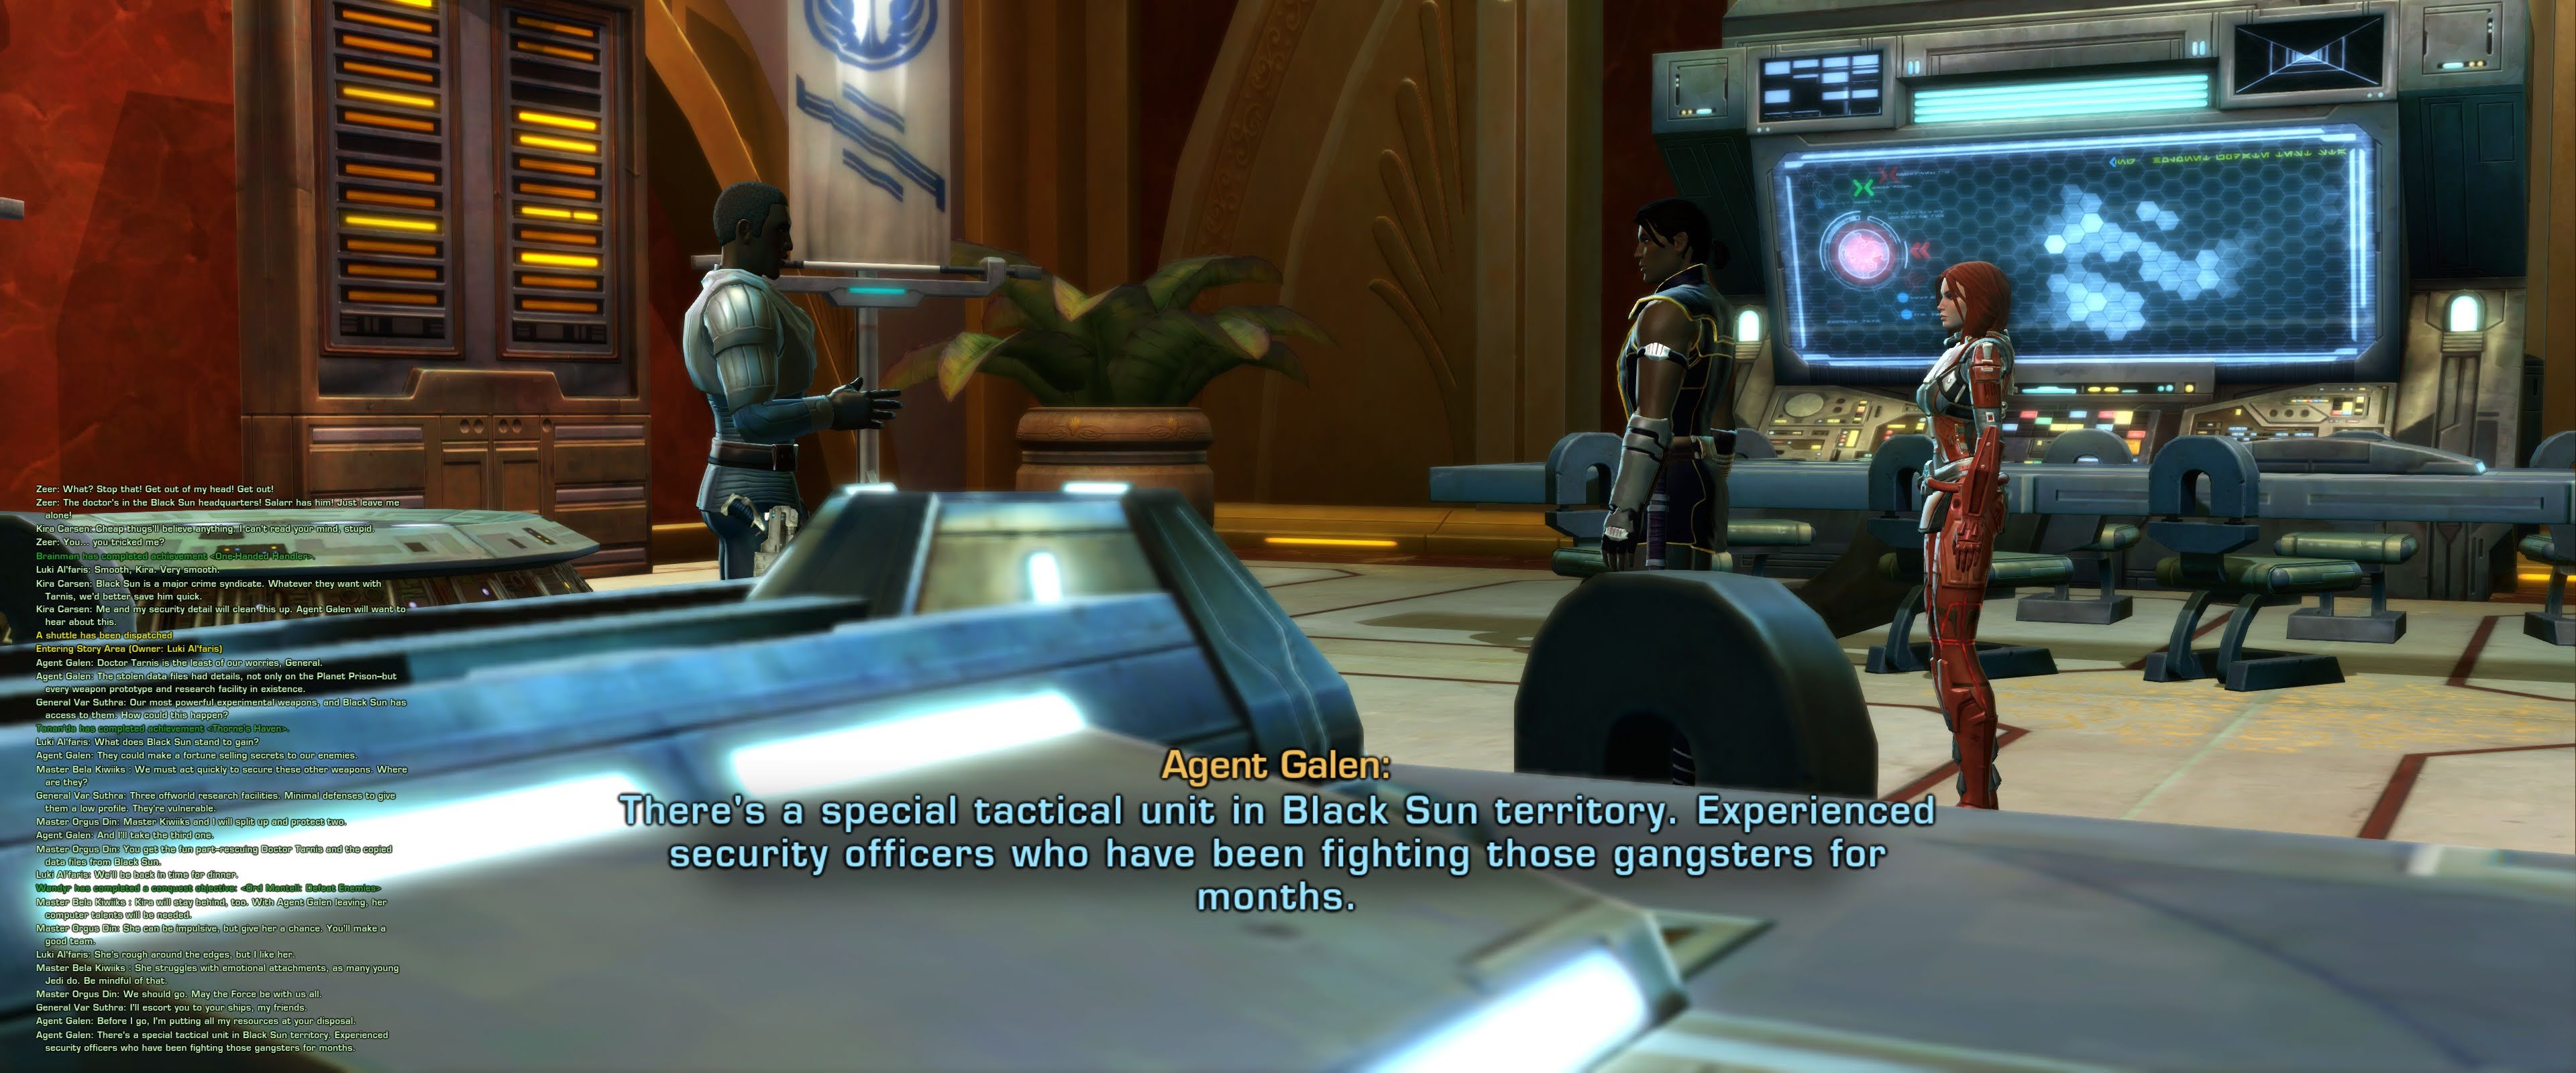 Zeer: What? Stop that! Get out of my head! Get out!
Zeer: The doctor's in the Black Sun headquarters! Salarr has him! Just leave me
alone!
Kira Carsen: Cheap thugs'll believe anything. I can't read your mind, stupid.
Zeer: You... you tricked me?
Brainman has completed achievement <One-Handed Handler>.
Luki Al'faris: Smooth, Kira. Very smooth.
Kira Carsen: Black Sun is a major crime syndicate. Whatever they want with
Tarnis, we'd better save him quick.
Kira Carsen: Me and my security detail will clean this up. Agent Galen will want to
hear about this.
A shuttle has been dispatched
Entering Story Area (Owner: Luki Al'faris)
Agent Galen: Doctor Tarnis is the least of our worries, General.
Agent Galen: The stolen data files had details, not only on the Planet Prison--but
every weapon prototype and research facility in existence.
General Var Suthra: Our most powerful experimental weapons, and Black Sun has
access to them. How could this happen?
has completed achievement <Thorne's Haven>.
Luki Al'faris: What does Black Sun stand to gain?
Agent Galen: They could make a fortune selling secrets to our enemies.
Master Bela Kiwiiks : We must act quickly to secure these other weapons. Where
are they?
General Var Suthra: Three offworld research facilities. Minimal defenses to give
them a low profile. They're vulnerable.
Master Orgus Din: Master Kiwiiks and I will split up and protect two.
Agent Galen: And I'll take the third one.
Master Orgus Din: You get the fun part--rescuing Doctor Tarnis and the copied
data files from Black Sun.
Luki Al'faris: We'll be back in time for dinner.
Wendyr has completed a conquest objective: <Ord Mantell: Defeat Enemies>
Master Bela Kiwiiks : Kira will stay behind, too. With Agent Galen leaving, her
computer talents will be needed.
Master Orgus Din: She can be impulsive, but give her a chance. You'll make a
good team.
Luki Al'faris: She's rough around the edges, but I like her.
Master Bela Kiwiiks : She struggles with emotional attachments, as many young
Jedi do. Be mindful of that.
Master Orgus Din: We should go. May the Force be with us all.
General Var Suthra: I'll escort you to your ships, my friends.
Agent Galen: Before I go, I'm putting all my resources at your disposal.
Agent Galen: There's a special tactical unit in Black Sun territory. Experienced
security officers who have been fighting those gangsters for months.
Agent Galen:
There's a special tactical unit in Black Sun territory. Experienced
security officers who have been fighting those gangsters for
months.